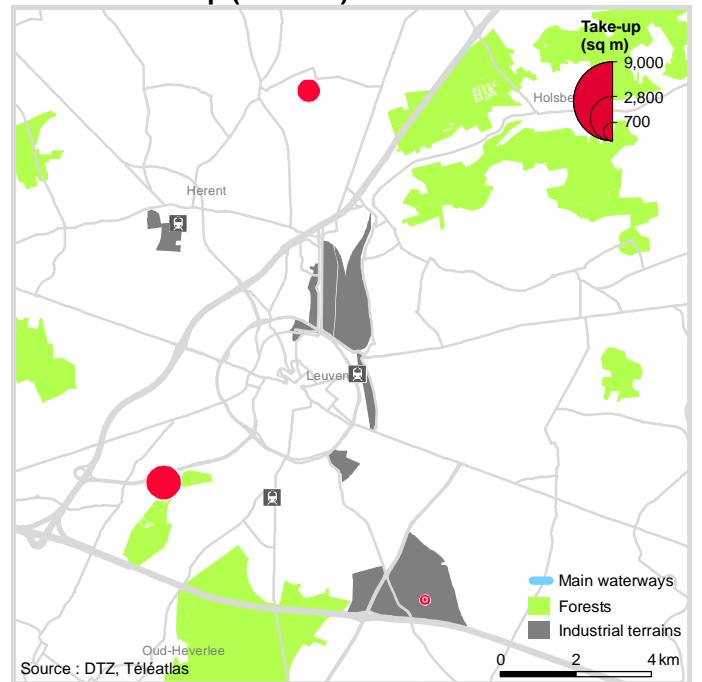 Take-up
(sq m)
9,000
Holsbe
2,800
700
Herent
Leuven
Main waterways
Forests
Industrial terrains
Oud-Heverlee
Source : DTZ, Téléatlas
0 2 4 km